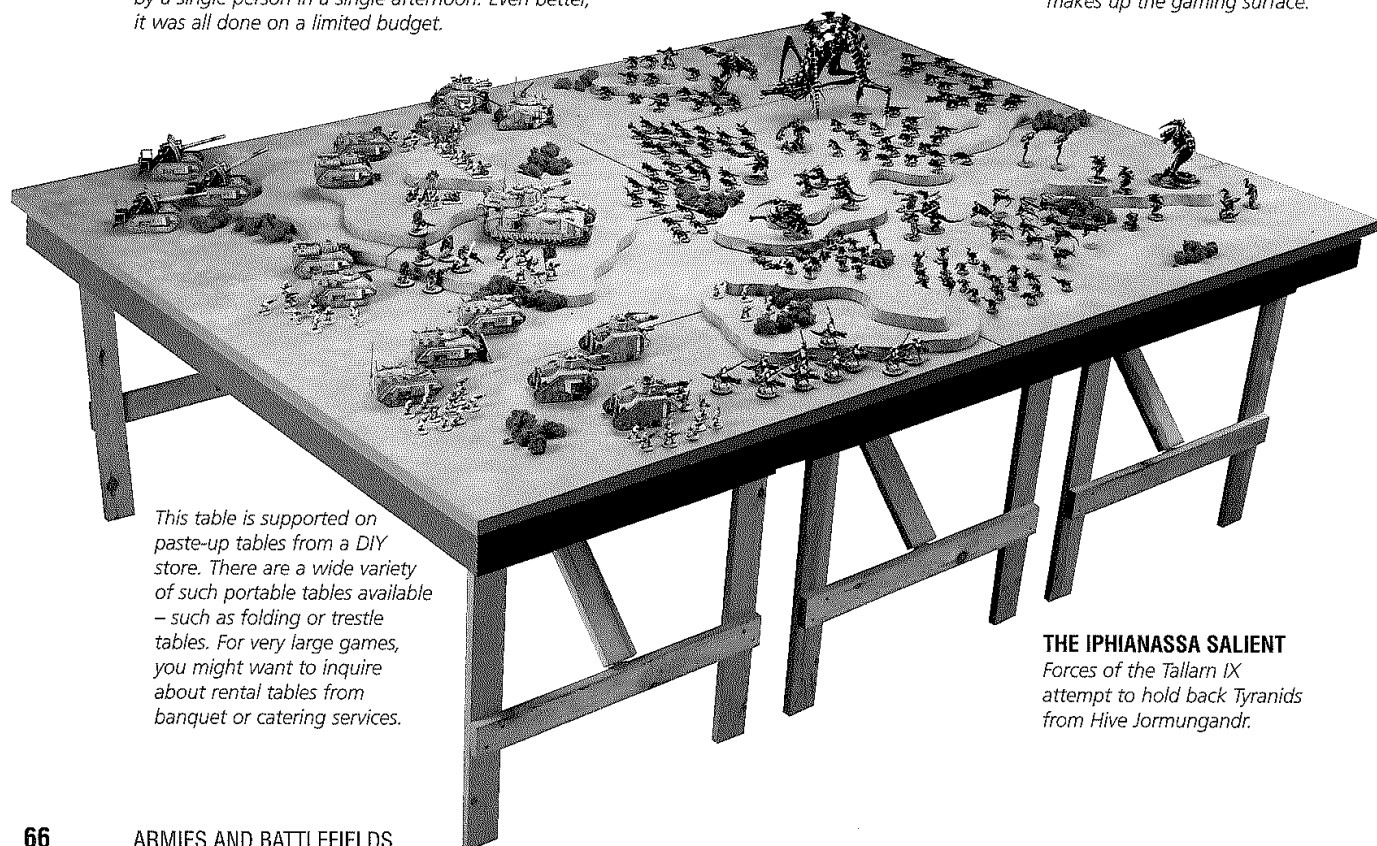 by a single person in a single afternoon. Even better,
it was all done on a limited budget.
makes up the gaming surface.
This table is supported on
paste-up tables from a DIY
store. There are a wide variety
of such portable tables available
– such as folding or trestle
tables. For very large games,
you might want to inquire
about rental tables from
banquet or catering services.
THE IPHIANASSA SALIENT
Forces of the Tallarn IX
attempt to hold back Tyranids
from Hive Jormungandr.
66 ARMIES AND BATTLEFIELDS